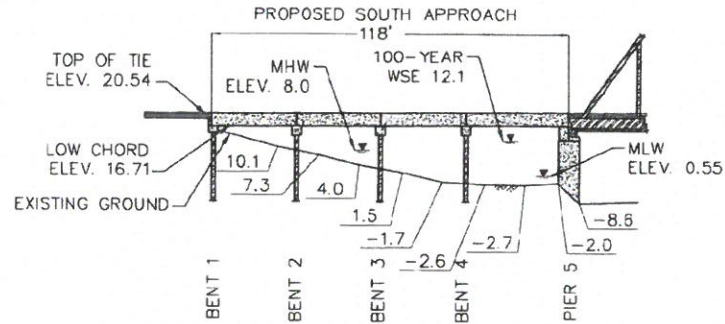 PROPOSED SOUTH APPROACH
118'
TOP OF TIE
ELEV. 20.54
MHW
ELEV. 8.0
100-YEAR
WSE 12.1
LOW CHORD
ELEV. 16.71
MLW
ELEV. 0.55
EXISTING GROUND
10.1
7.3
4.0
1.5
-1.7
-2.6
-2.7
-2.0
-8.6
BENT 1
BENT 2
BENT 3
BENT 4
PIER 5